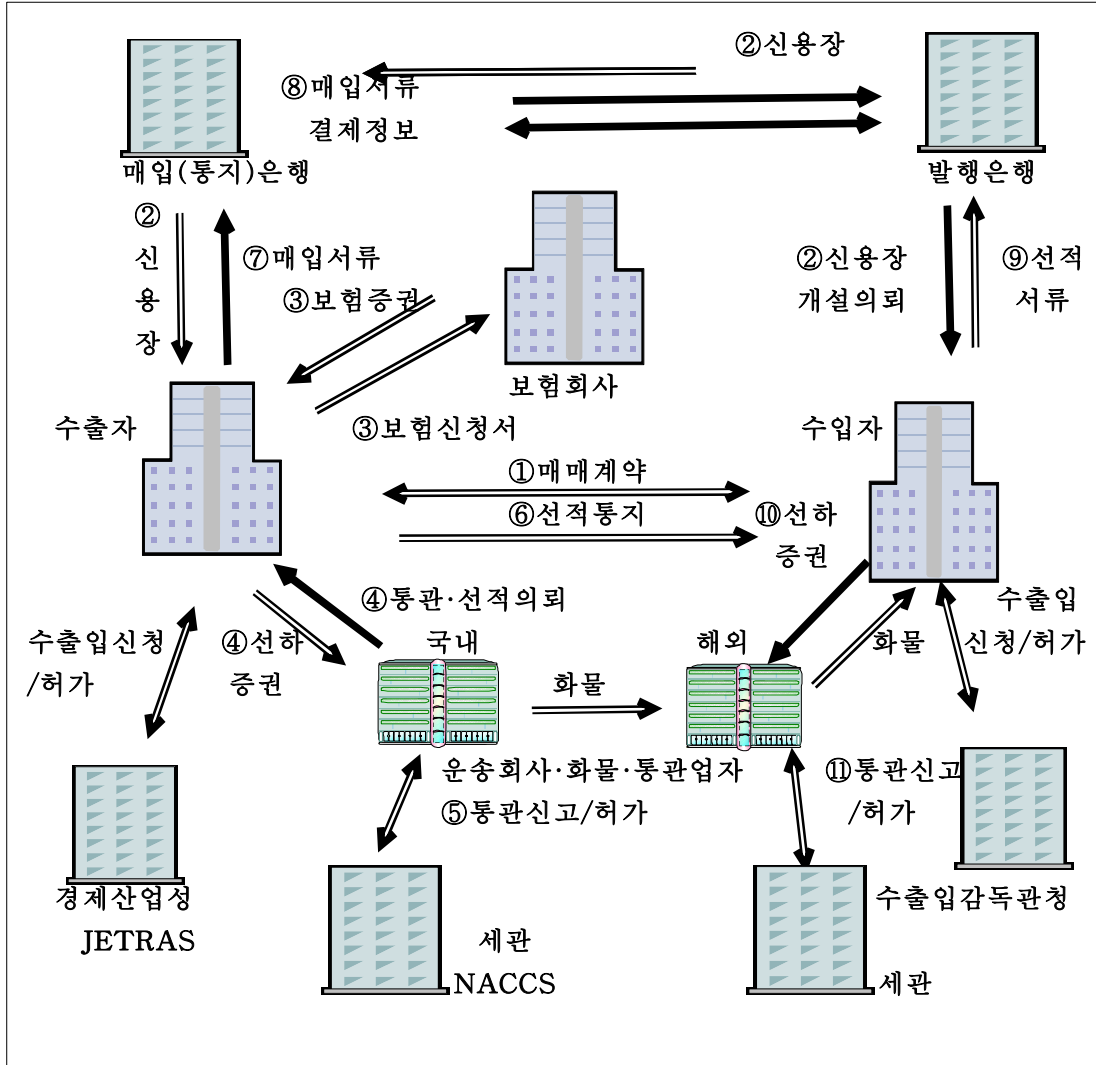 ②신용장
⑧매입서류
결제정보
매입(통지)은행
발행은행
②
신
용
장
⑦매입서류
③보험증권
②신용장
개설의뢰
⑨선적
서류
보험회사
수출자
③보험신청서
수입자
①매매계약
⑥선적통지
⑩선하
증권
④통관·선적의뢰
수출입신청
/허가
④선하
증권
국내
해외
화물
수출입
신청/허가
화물
운송회사·화물·통관업자
⑤통관신고/허가
⑪통관신고
/허가
경제산업성
JETRAS
세관
NACCS
수출입감독관청
세관